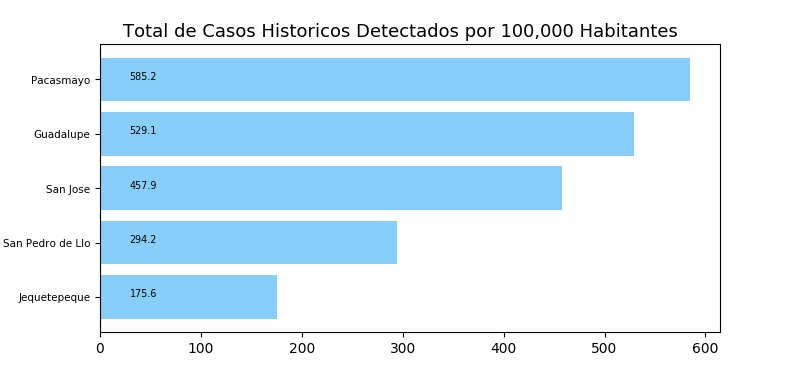 Total de Casos Historicos Detectados por 100,000 Habitantes
Pacasmayo 585.2
Guadalupe 529.1
San Jose 457.9
San Pedro de Llo 294.2
Jequetepeque 175.6
0 100 200 300 400 500 600